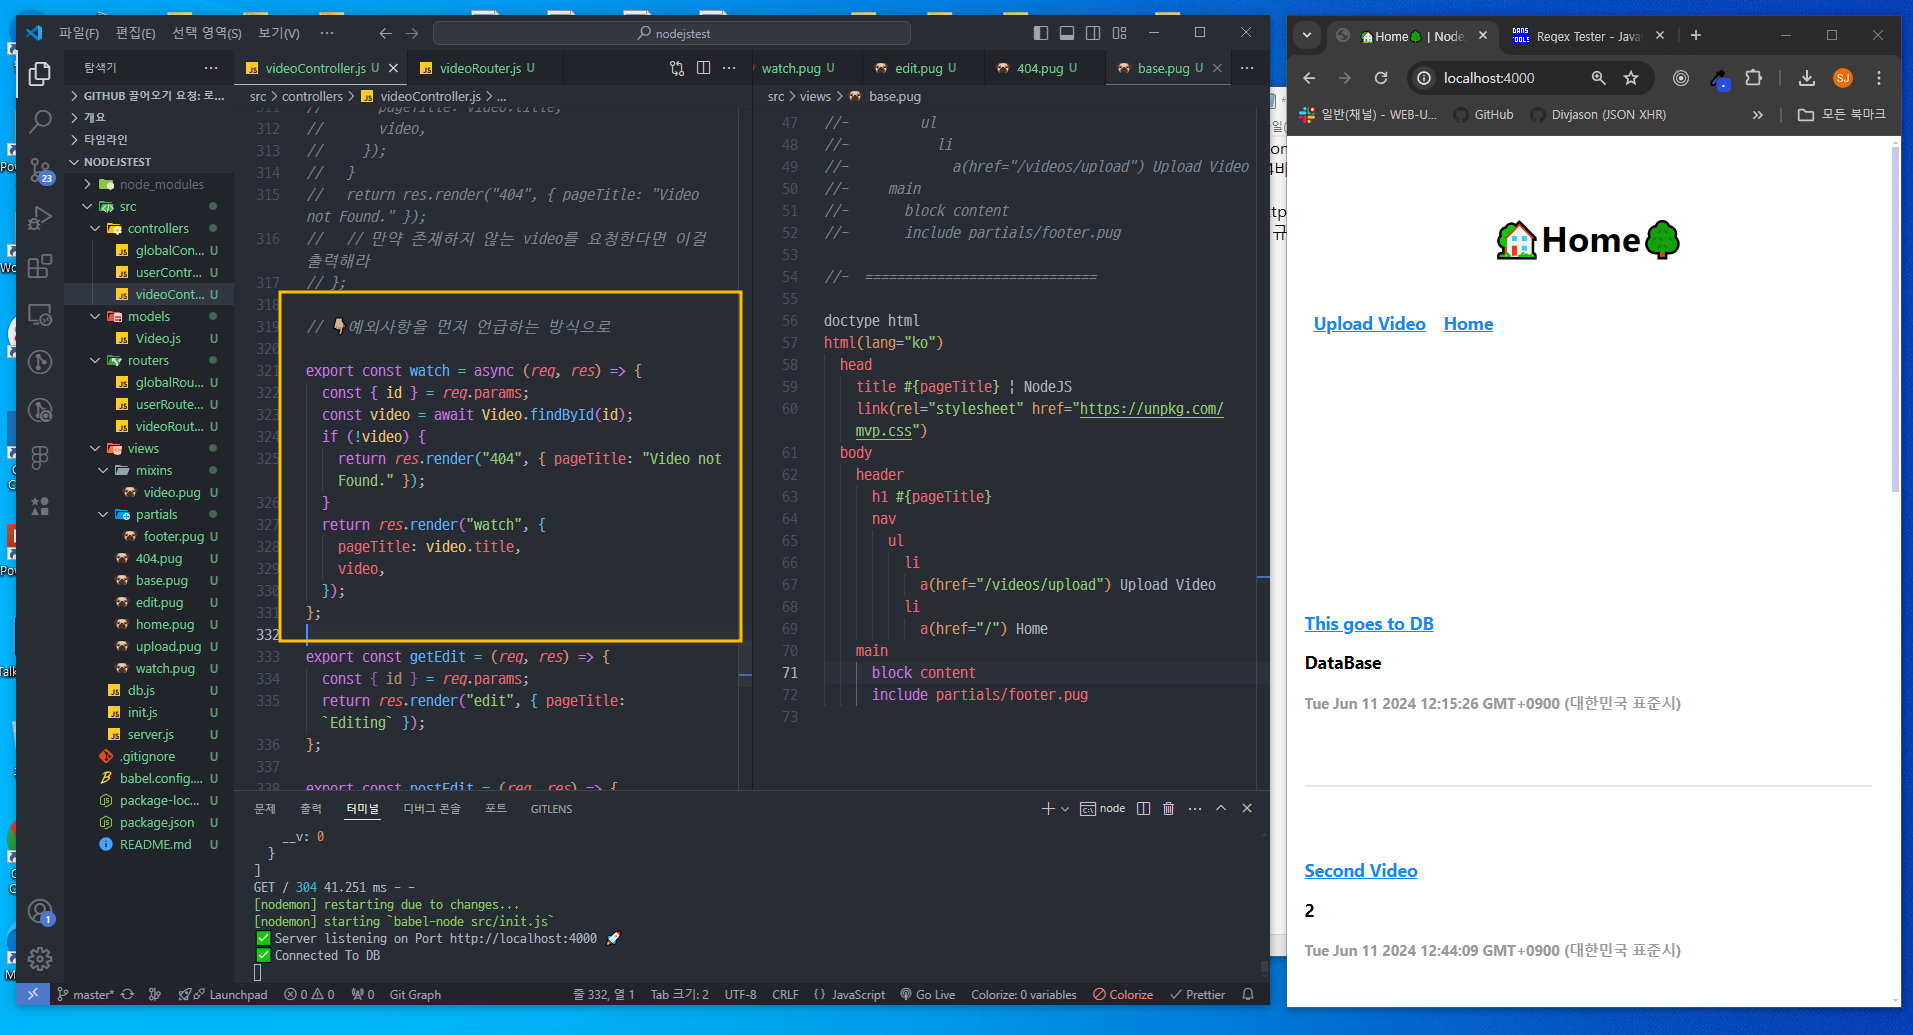 파일(F) 편집(E) 선택 영역(S) 보기(V) ··· nodejstest
탐색기 ···
GITHUB 끌어오기 요청: 로...
개요
타임라인
NODEJSTEST
node_modules
src
controllers
globalCon... U
userContr... U
videoCont... U
models
Video.js U
routers
globalRou... U
userRoute... U
videoRout... U
views
mixins
video.pug U
partials
footer.pug U
404.pug U
base.pug U
edit.pug U
home.pug U
upload.pug U
watch.pug U
db.js U
init.js U
server.js U
.gitignore U
babel.config.... U
package-loc... U
package.json U
README.md U
23
1
videoController.js U
videoRouter.js U
src > controllers > videoController.js > ...
311 // pageTitle: video.title,
312 // video,
313 // });
314 // }
315 // return res.render("404", { pageTitle: "Video
not Found." });
316 // // 만약 존재하지 않는 video를 요청한다면 이걸
출력해라
317 // };
318
319 // 👇🏻예외사항을 먼저 언급하는 방식으로
320
321 export const watch = async (req, res) => {
322 const { id } = req.params;
323 const video = await Video.findById(id);
324 if (!video) {
325 return res.render("404", { pageTitle: "Video not
Found." });
326 }
327 return res.render("watch", {
328 pageTitle: video.title,
329 video,
330 });
331 };
332
333 export const getEdit = (req, res) => {
334 const { id } = req.params;
335 return res.render("edit", { pageTitle:
`Editing` });
336 };
337
338 export const postEdit = (req, res) => {
watch.pug U edit.pug U 404.pug U base.pug U ···
src > views > base.pug
47 //- ul
48 //- li
49 //- a(href="/videos/upload") Upload Video
50 //- main
51 //- block content
52 //- include partials/footer.pug
53
54 //- =============================
55
56 doctype html
57 html(lang="ko")
58 head
59 title #{pageTitle} ¦ NodeJS
60 link(rel="stylesheet" href="https://unpkg.com/
mvp.css")
61 body
62 header
63 h1 #{pageTitle}
64 nav
65 ul
66 li
67 a(href="/videos/upload") Upload Video
68 li
69 a(href="/") Home
70 main
71 block content
72 include partials/footer.pug
73
문제 출력 터미널 디버그 콘솔 포트 GITLENS
node
__v: 0
}
]
GET / 304 41.251 ms - -
[nodemon] restarting due to changes...
[nodemon] starting `babel-node src/init.js`
✅ Server listening on Port http://localhost:4000 🚀
✅ Connected To DB
master* Launchpad 0 0 0 Git Graph 줄 332, 열 1 Tab 크기: 2 UTF-8 CRLF {} JavaScript Go Live Colorize: 0 variables Colorize Prettier
🏠Home🌳 | Node Regex Tester - Java
localhost:4000
SJ
일반(채널) - WEB-U... GitHub Divjason (JSON XHR) » 모든 북마크
🏠Home🌳
Upload Video Home
This goes to DB
DataBase
Tue Jun 11 2024 12:15:26 GMT+0900 (대한민국 표준시)
Second Video
2
Tue Jun 11 2024 12:44:09 GMT+0900 (대한민국 표준시)